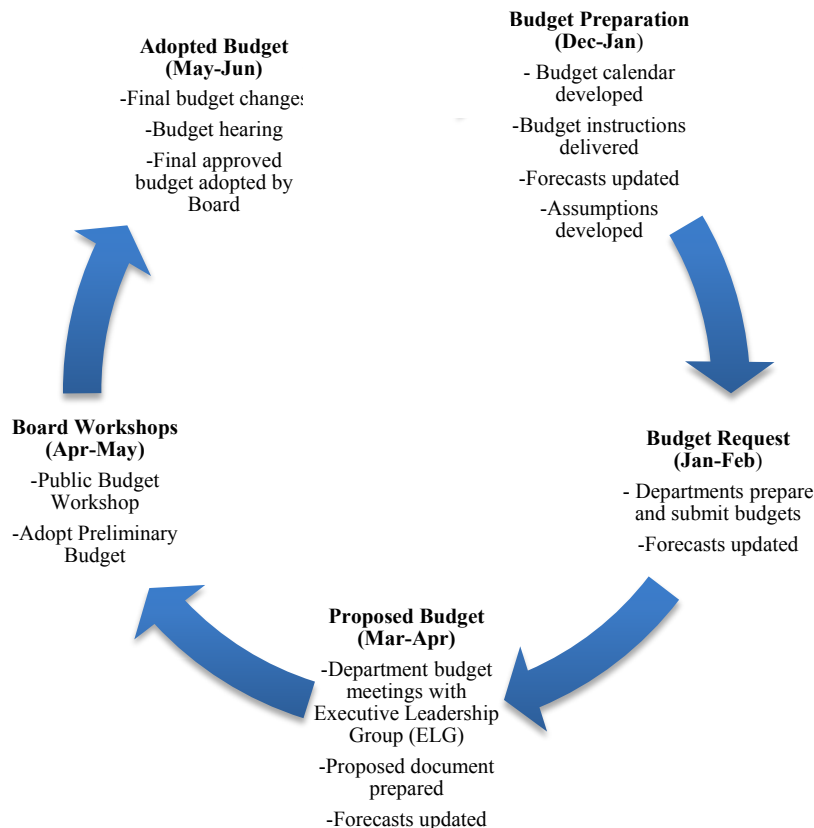 Budget Preparation
(Dec-Jan)
- Budget calendar
developed
-Budget instructions
delivered
-Forecasts updated
-Assumptions
developed
Budget Request
(Jan-Feb)
- Departments prepare
and submit budgets
-Forecasts updated
Proposed Budget
(Mar-Apr)
-Department budget
meetings with
Executive Leadership
Group (ELG)
-Proposed document
prepared
-Forecasts updated
Board Workshops
(Apr-May)
-Public Budget
Workshop
-Adopt Preliminary
Budget
Adopted Budget
(May-Jun)
-Final budget changes
-Budget hearing
-Final approved
budget adopted by
Board